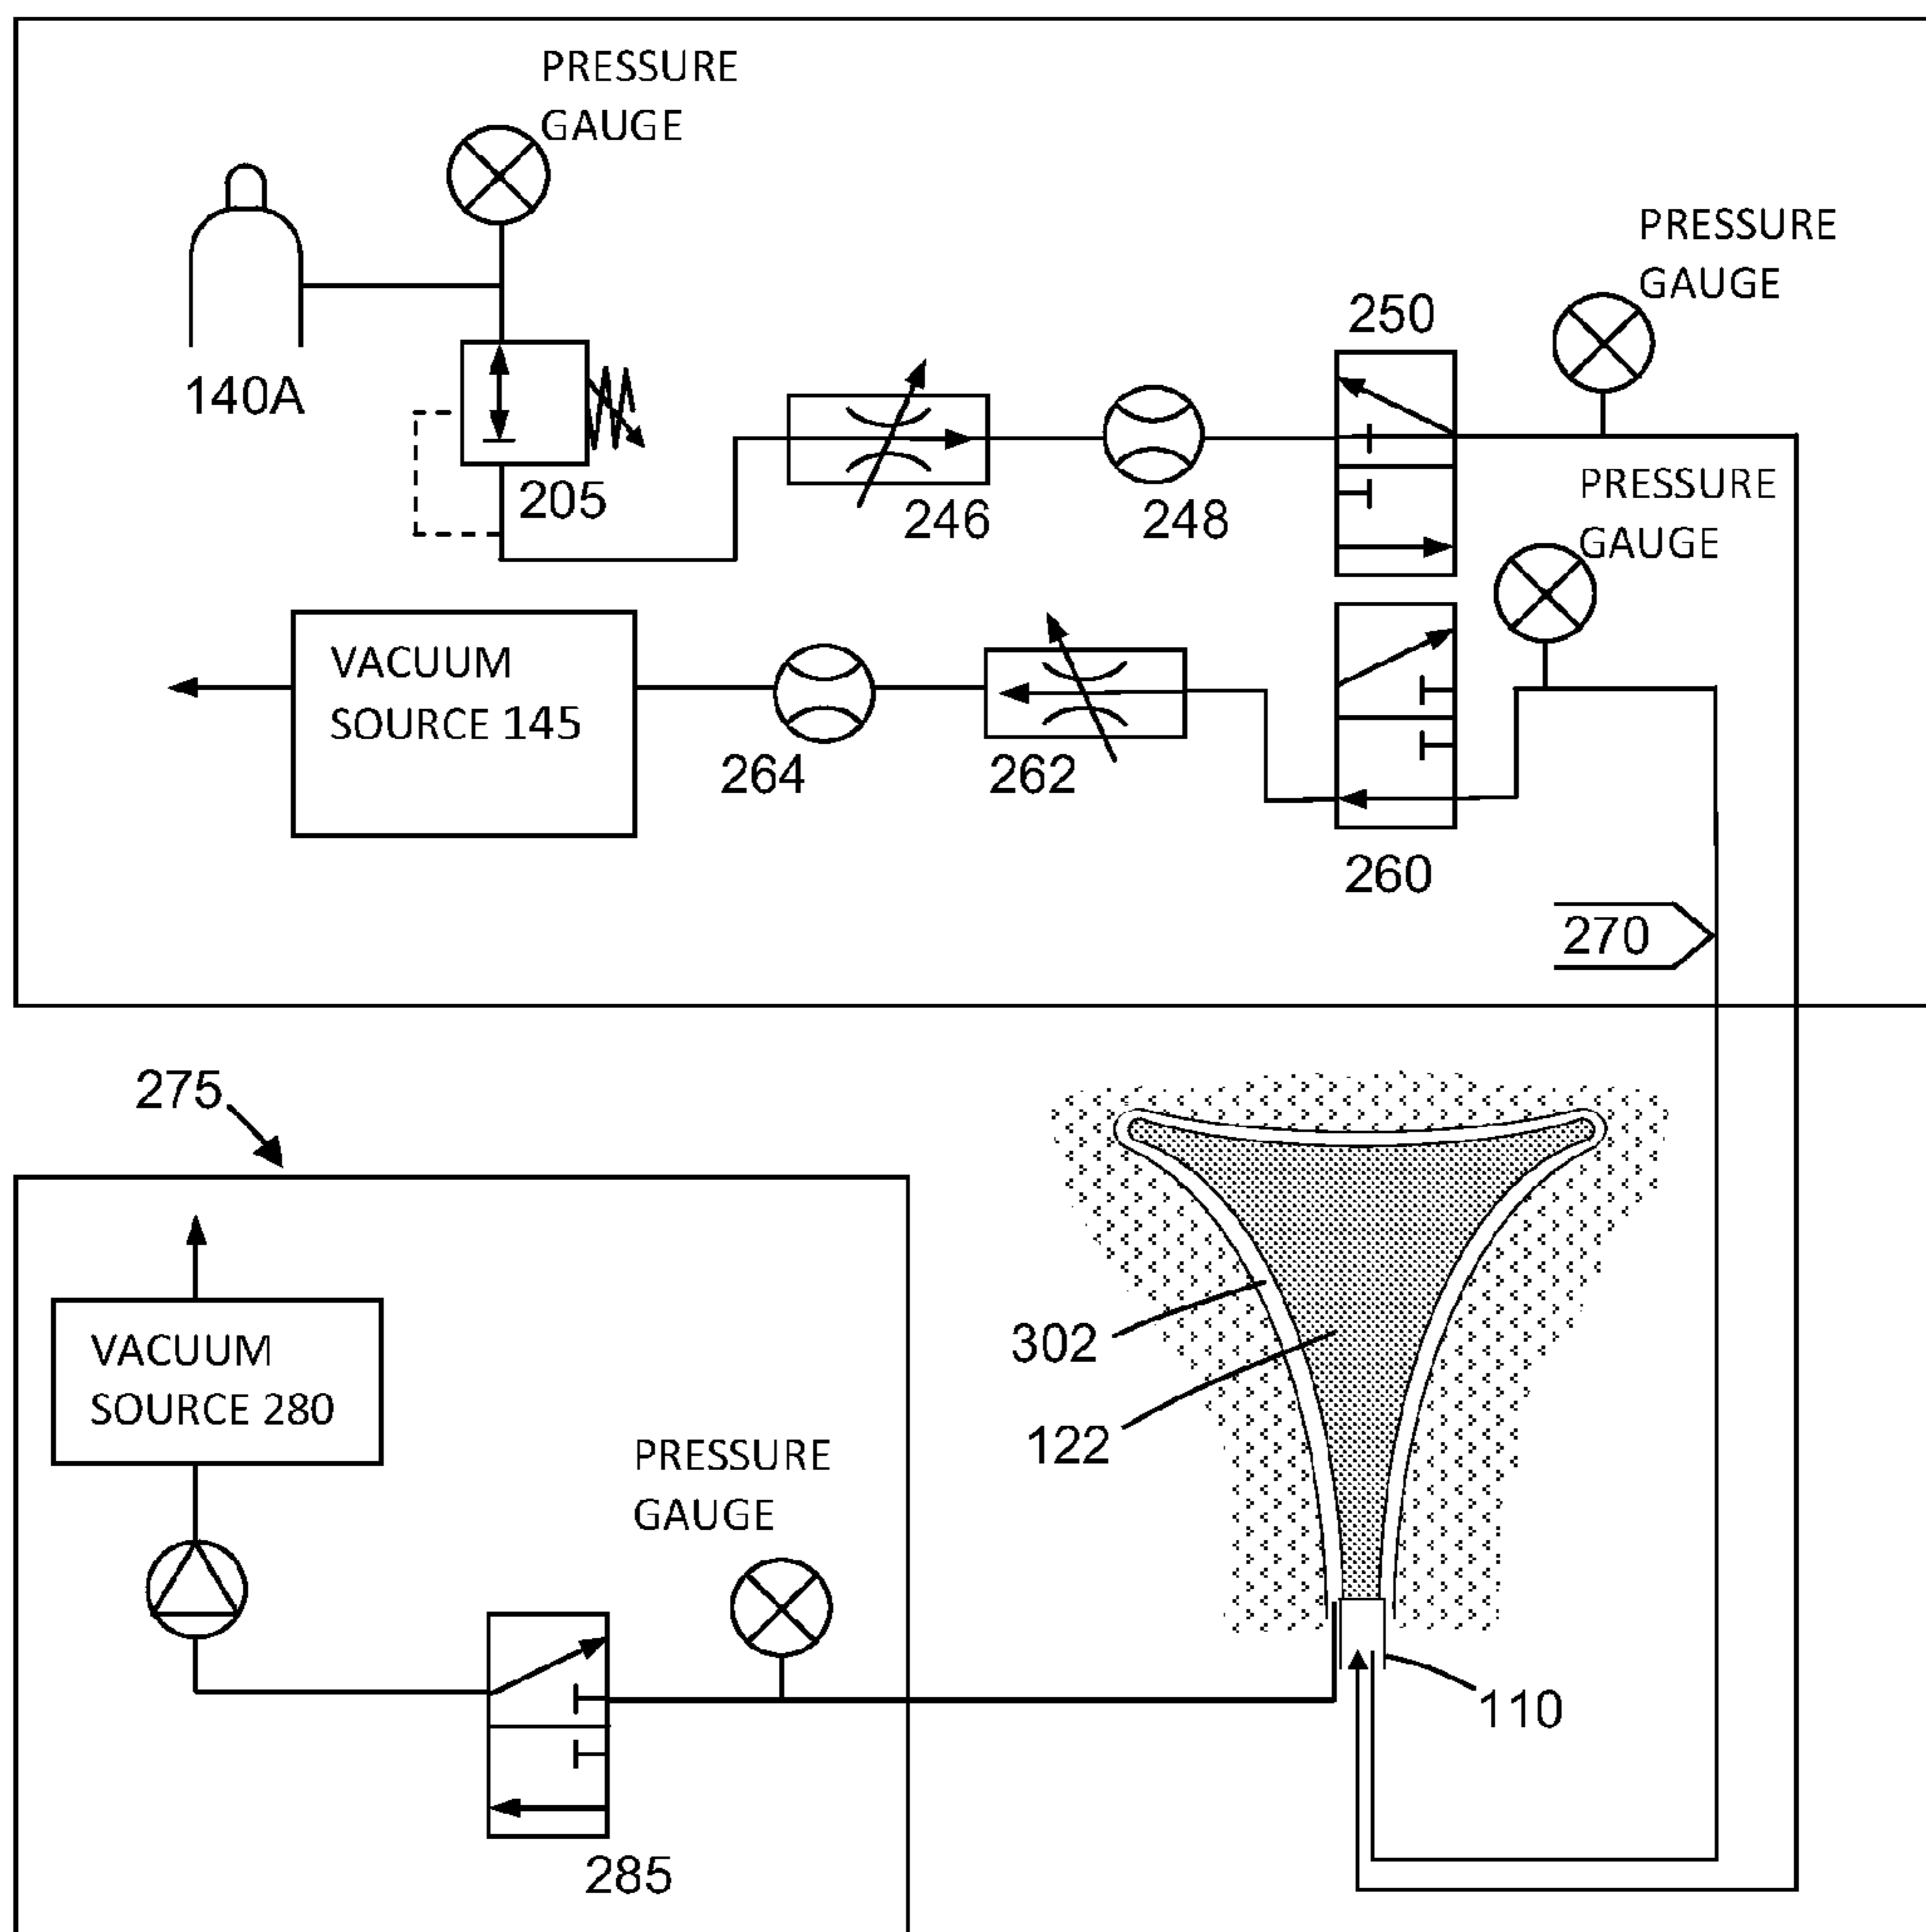 PRESSURE
GAUGE
140A
205
246
248
250
PRESSURE
GAUGE
PRESSURE
GAUGE
VACUUM
SOURCE 145
264
262
260
270
275
VACUUM
SOURCE 280
PRESSURE
GAUGE
285
302
122
110